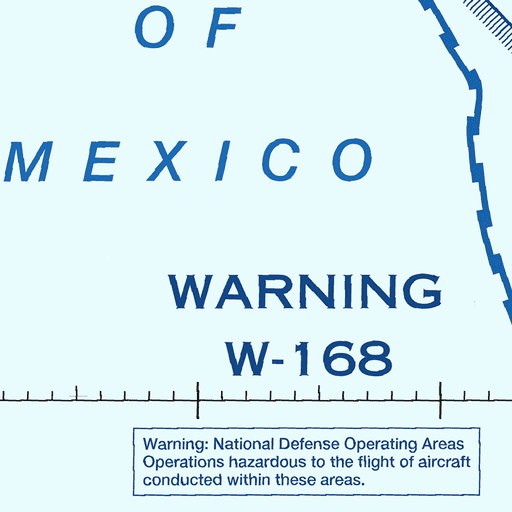 OF
MEXICO
WARNING
W-168
Warning: National Defense Operating Areas
Operations hazardous to the flight of aircraft
conducted within these areas.